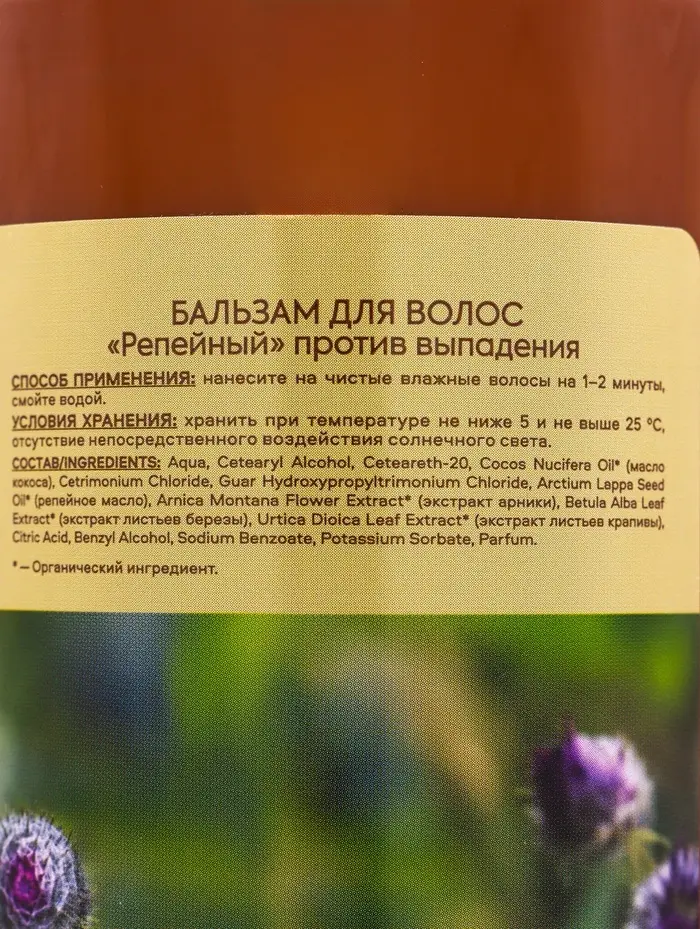 БАЛЬЗАМ ДЛЯ ВОЛОС
«Репейный» против выпадения
СПОСОБ ПРИМЕНЕНИЯ: нанесите на чистые влажные волосы на 1–2 минуты,
смойте водой.
УСЛОВИЯ ХРАНЕНИЯ: хранить при температуре не ниже 5 и не выше 25 ºС,
отсутствие непосредственного воздействия солнечного света.
СОСТАВ/INGREDIENTS: Aqua, Cetearyl Alcohol, Ceteareth-20, Cocos Nucifera Oil* (масло
кокоса), Cetrimonium Chloride, Guar Hydroxypropyltrimonium Chloride, Arctium Lappa Seed
Oil* (репейное масло), Arnica Montana Flower Extract* (экстракт арники), Betula Alba Leaf
Extract* (экстракт листьев березы), Urtica Dioica Leaf Extract* (экстракт листьев крапивы),
Citric Acid, Benzyl Alcohol, Sodium Benzoate, Potassium Sorbate, Parfum.
* – Органический ингредиент.